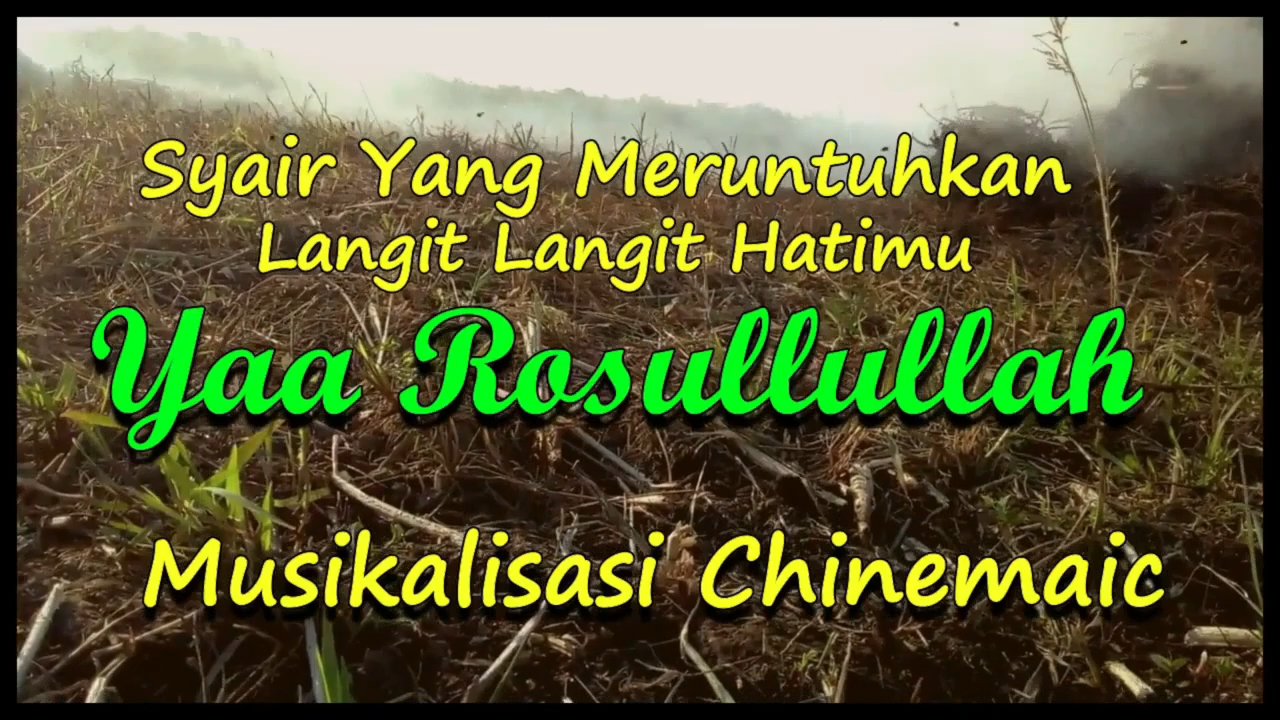 Syair Yang Meruntuhkan
Langit Langit Hatimu
Yaa Rosullullah
Musikalisasi Chinemaic